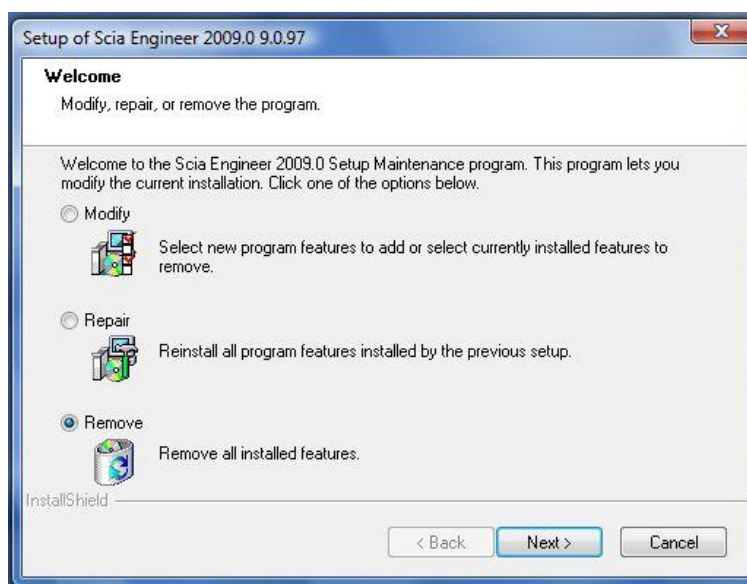 Setup of Scia Engineer 2009.0 9.0.97
Welcome
Modify, repair, or remove the program.
Welcome to the Scia Engineer 2009.0 Setup Maintenance program. This program lets you
modify the current installation. Click one of the options below.
Modify
Select new program features to add or select currently installed features to
remove.
Repair
Reinstall all program features installed by the previous setup.
Remove
Remove all installed features.
InstallShield
< Back
Next >
Cancel